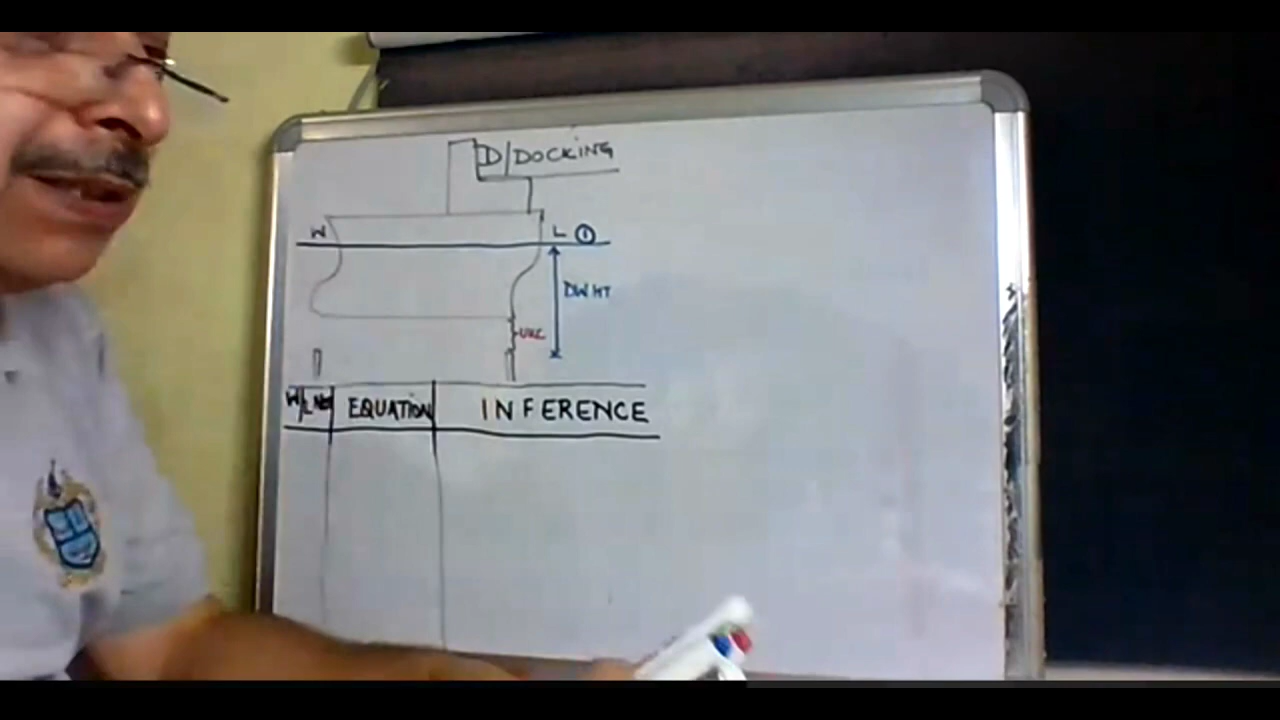 D/DOCKING
W L ①
DWHT
UKC
W/L NO EQUATION INFERENCE